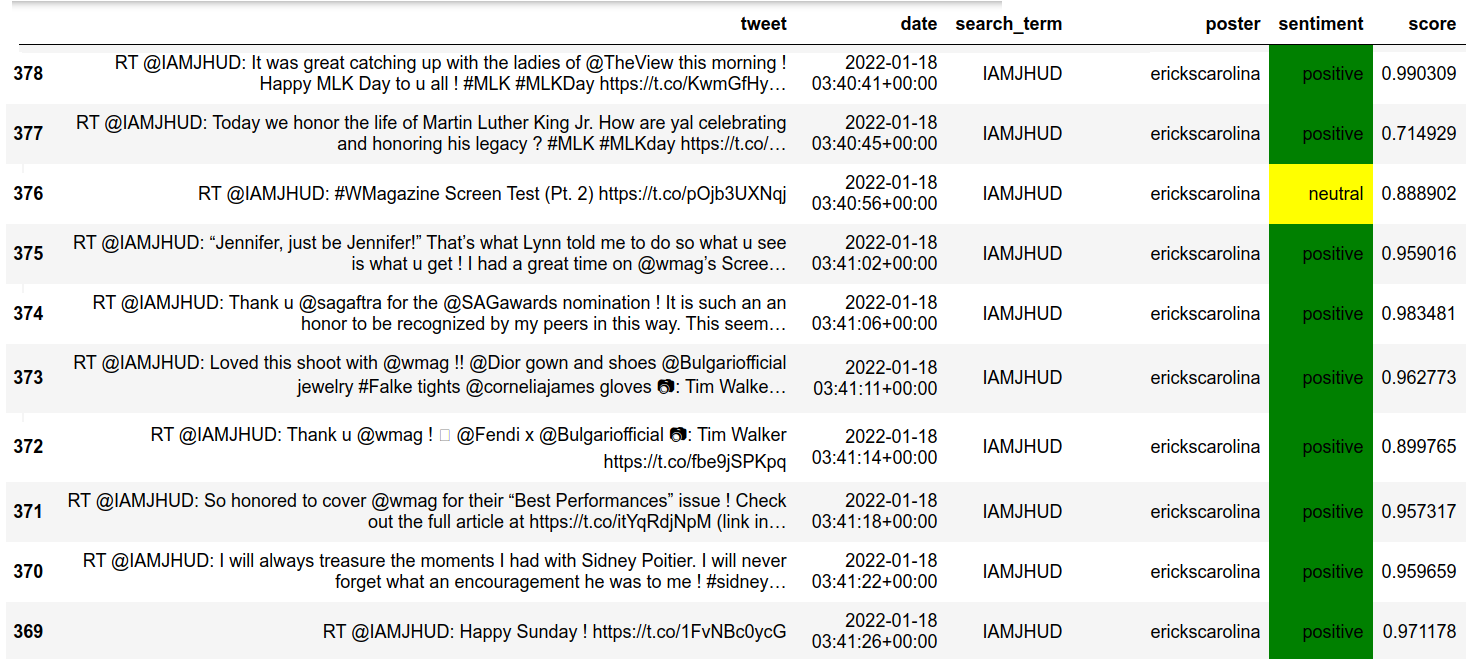 tweet date search_term poster sentiment score
378 RT @IAMJHUD: It was great catching up with the ladies of @TheView this morning ! 2022-01-18 IAMJHUD erickscarolina positive 0.990309
Happy MLK Day to u all ! #MLK #MLKDay https://t.co/KwmGfHy… 03:40:41+00:00
377 RT @IAMJHUD: Today we honor the life of Martin Luther King Jr. How are yal celebrating 2022-01-18 IAMJHUD erickscarolina positive 0.714929
and honoring his legacy ? #MLK #MLKday https://t.co/… 03:40:45+00:00
376 RT @IAMJHUD: #WMagazine Screen Test (Pt. 2) https://t.co/pOjb3UXNqj 2022-01-18 IAMJHUD erickscarolina neutral 0.888902
03:40:56+00:00
375 RT @IAMJHUD: “Jennifer, just be Jennifer!” That’s what Lynn told me to do so what u see 2022-01-18 IAMJHUD erickscarolina positive 0.959016
is what u get ! I had a great time on @wmag’s Scree… 03:41:02+00:00
374 RT @IAMJHUD: Thank u @sagaftra for the @SAGawards nomination ! It is such an an 2022-01-18 IAMJHUD erickscarolina positive 0.983481
honor to be recognized by my peers in this way. This seem… 03:41:06+00:00
373 RT @IAMJHUD: Loved this shoot with @wmag !! @Dior gown and shoes @Bulgariofficial 2022-01-18 IAMJHUD erickscarolina positive 0.962773
jewelry #Falke tights @corneliajames gloves 📷: Tim Walke… 03:41:11+00:00
372 RT @IAMJHUD: Thank u @wmag ! @Fendi x @Bulgariofficial 📷: Tim Walker 2022-01-18 IAMJHUD erickscarolina positive 0.899765
https://t.co/fbe9jSPKpq 03:41:14+00:00
371 RT @IAMJHUD: So honored to cover @wmag for their “Best Performances” issue ! Check 2022-01-18 IAMJHUD erickscarolina positive 0.957317
out the full article at https://t.co/itYqRdjNpM (link in… 03:41:18+00:00
370 RT @IAMJHUD: I will always treasure the moments I had with Sidney Poitier. I will never 2022-01-18 IAMJHUD erickscarolina positive 0.959659
forget what an encouragement he was to me ! #sidney… 03:41:22+00:00
369 RT @IAMJHUD: Happy Sunday ! https://t.co/1FvNBc0ycG 2022-01-18 IAMJHUD erickscarolina positive 0.971178
03:41:26+00:00